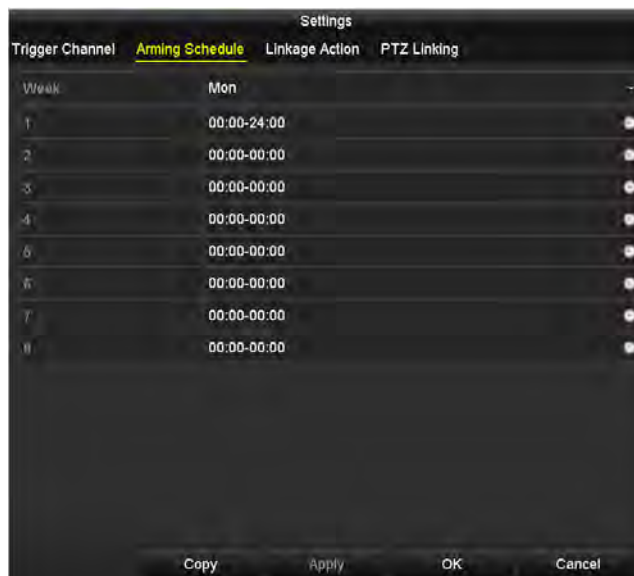 Settings
Trigger Channel Arming Schedule Linkage Action PTZ Linking
Week Mon
1 00:00-24:00
2 00:00-00:00
3 00:00-00:00
4 00:00-00:00
5 00:00-00:00
6 00:00-00:00
7 00:00-00:00
8 00:00-00:00
Copy Apply OK Cancel